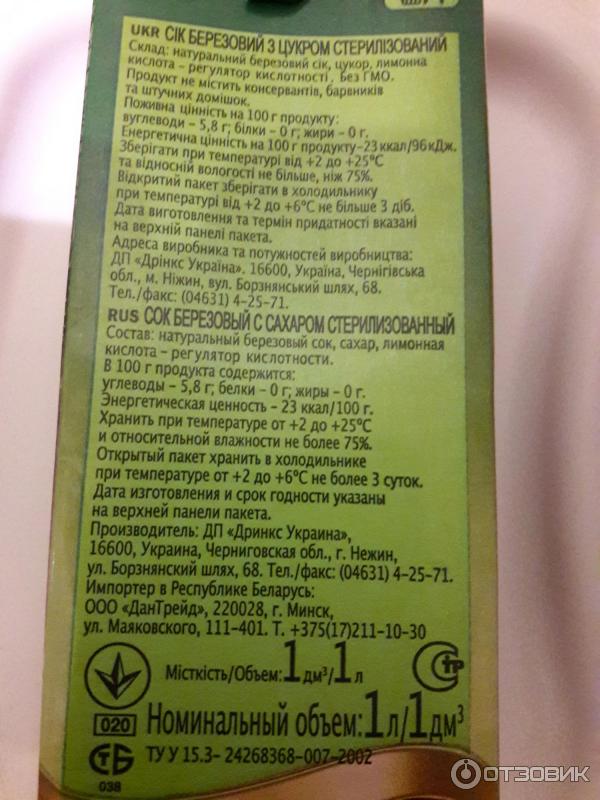 UKR СІК БЕРЕЗОВИЙ З ЦУКРОМ СТЕРИЛІЗОВАНИЙ
Склад: натуральний березовий сік, цукор, лимонна
кислота – регулятор кислотності. Без ГМО.
Продукт не містить консервантів, барвників
та штучних домішок.
Поживна цінність на 100 г продукту:
вуглеводи – 5,8 г; білки – 0 г; жири – 0 г.
Енергетична цінність на 100 г продукту–23 ккал/96кДж.
Зберігати при температурі від +2 до +25°С
та відносній вологості не більше, ніж 75%.
Відкритий пакет зберігати в холодильнику
при температурі від +2 до +6°С не більше 3 діб.
Дата виготовлення та термін придатності вказані
на верхній панелі пакета.
Адреса виробника та потужностей виробництва:
ДП «Дрінкс Україна». 16600, Україна, Чернігівська
обл., м. Ніжин, вул. Борзнянський шлях, 68.
Тел./факс: (04631) 4–25–71.
RUS СОК БЕРЕЗОВЫЙ С САХАРОМ СТЕРИЛИЗОВАННЫЙ
Состав: натуральный березовый сок, сахар, лимонная
кислота – регулятор кислотности.
В 100 г продукта содержится:
углеводы – 5,8 г; белки – 0 г; жиры – 0 г.
Энергетическая ценность – 23 ккал/100 г.
Хранить при температуре от +2 до +25°С
и относительной влажности не более 75%.
Открытый пакет хранить в холодильнике
при температуре от +2 до +6°С не более 3 суток.
Дата изготовления и срок годности указаны
на верхней панели пакета.
Производитель: ДП «Дринкс Украина»,
16600, Украина, Черниговская обл., г. Нежин,
ул. Борзнянский шлях, 68. Тел./факс: (04631) 4–25–71.
Импортер в Республике Беларусь:
ООО «ДанТрейд», 220028, г. Минск,
ул. Маяковского, 111–401. Т. +375(17)211–10–30
Місткість/Объем: 1 дм³/1 л
020 Номинальный объем: 1 л/1 дм³
ТУ У 15.3– 24268368–007–2002
СТБ
038
ОТЗОВИК